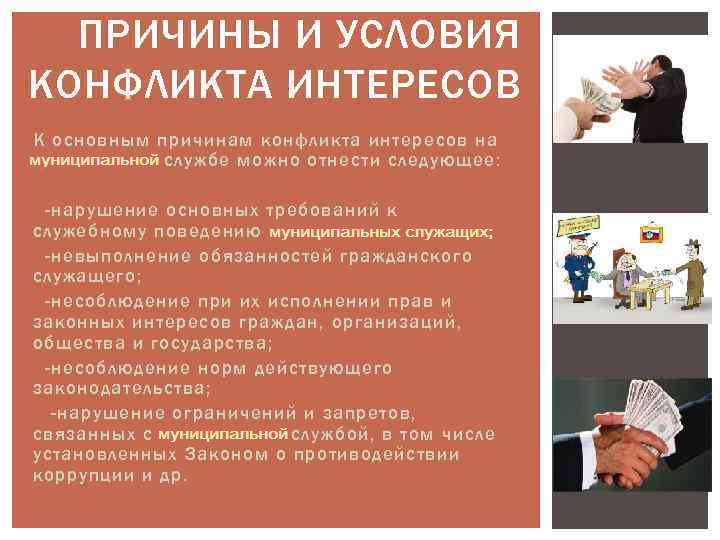 ПРИЧИНЫ И УСЛОВИЯ
КОНФЛИКТА ИНТЕРЕСОВ
К основным причинам конфликта интересов на
муниципальной службе можно отнести следующее:
-нарушение основных требований к
служебному поведению муниципальных служащих;
-невыполнение обязанностей гражданского
служащего;
-несоблюдение при их исполнении прав и
законных интересов граждан, организаций,
общества и государства;
-несоблюдение норм действующего
законодательства;
-нарушение ограничений и запретов,
связанных с муниципальной службой, в том числе
установленных Законом о противодействии
коррупции и др.